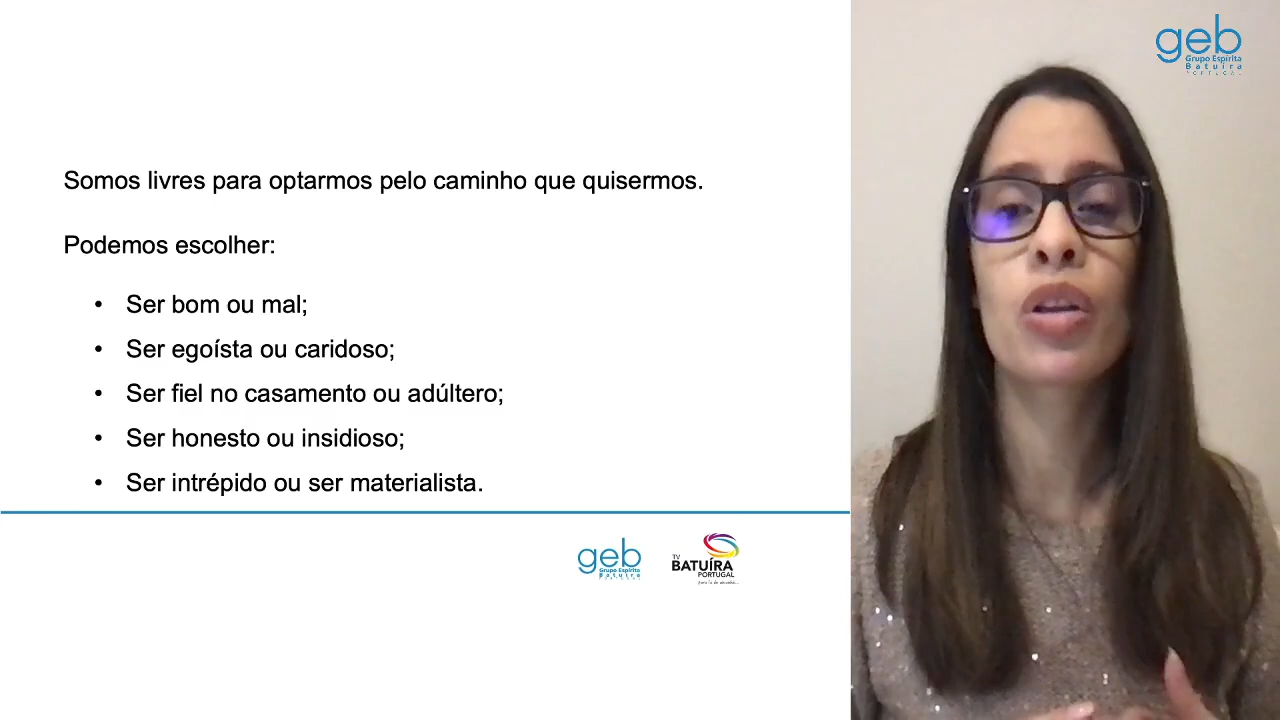 geb
Grupo Espírita
Batuíra
PORTUGAL
Somos livres para optarmos pelo caminho que quisermos.
Podemos escolher:
• Ser bom ou mal;
• Ser egoísta ou caridoso;
• Ser fiel no casamento ou adúltero;
• Ser honesto ou insidioso;
• Ser intrépido ou ser materialista.
geb
Grupo Espírita
Batuíra
PORTUGAL
TV
BATUÍRA
PORTUGAL